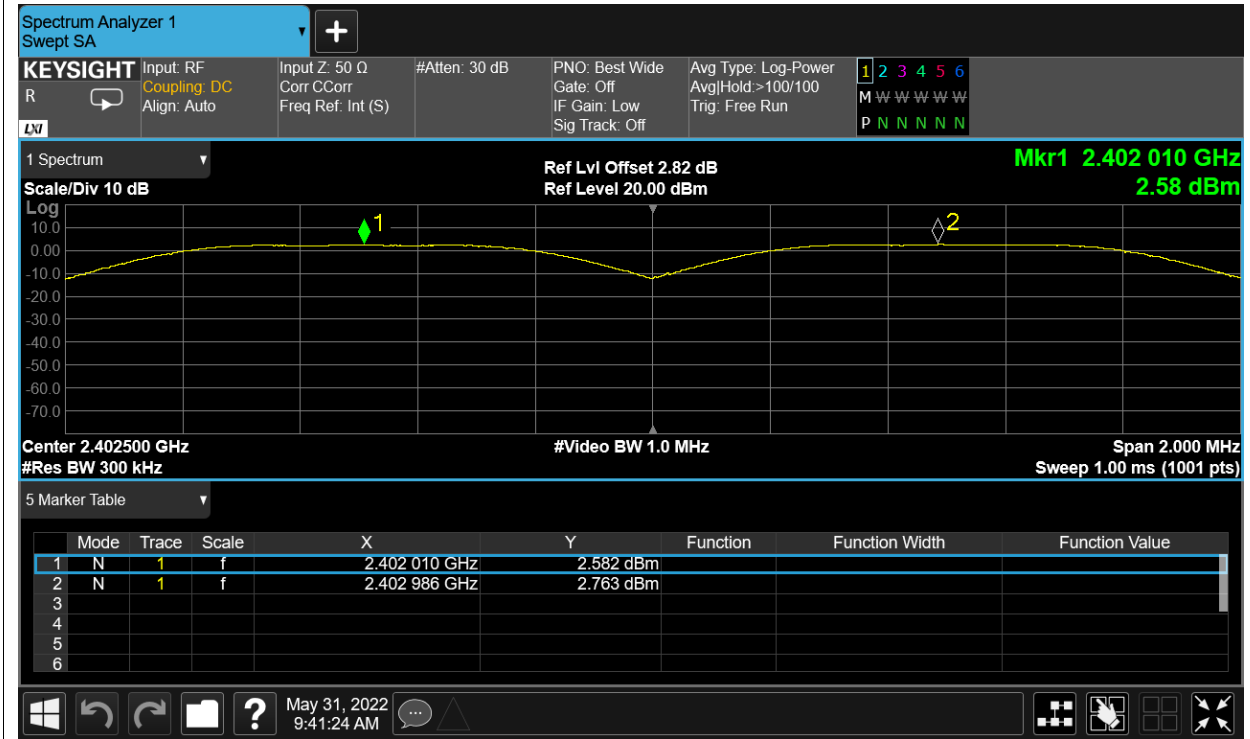 Spectrum Analyzer 1
Swept SA
+
KEYSIGHT Input: RF Input Z: 50 Ω #Atten: 30 dB PNO: Best Wide Avg Type: Log-Power 1 2 3 4 5 6
R Coupling: DC Corr CCorr Gate: Off Avg|Hold:>100/100 M W W W W W
Align: Auto Freq Ref: Int (S) IF Gain: Low Trig: Free Run
LXI Sig Track: Off P N N N N N
1 Spectrum Ref Lvl Offset 2.82 dB Mkr1 2.402 010 GHz
Scale/Div 10 dB Ref Level 20.00 dBm 2.58 dBm
Log
10.0
0.00
-10.0
-20.0
-30.0
-40.0
-50.0
-60.0
-70.0
1
2
Center 2.402500 GHz #Video BW 1.0 MHz Span 2.000 MHz
#Res BW 300 kHz Sweep 1.00 ms (1001 pts)
5 Marker Table
Mode Trace Scale X Y Function Function Width Function Value
1 N 1 f 2.402 010 GHz 2.582 dBm
2 N 1 f 2.402 986 GHz 2.763 dBm
3
4
5
6
? May 31, 2022
9:41:24 AM